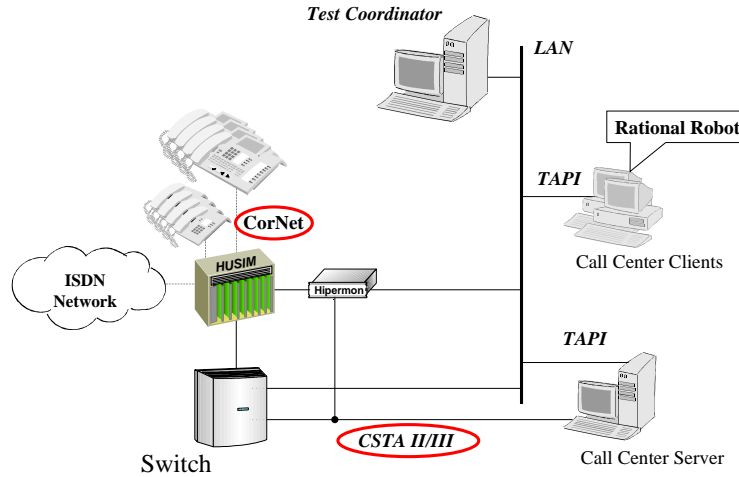 Test Coordinator
LAN
Rational Robot
TAPI
CorNet
Call Center Clients
HUSIM
ISDN
Network
Hipermon
TAPI
CSTA II/III
Switch
Call Center Server